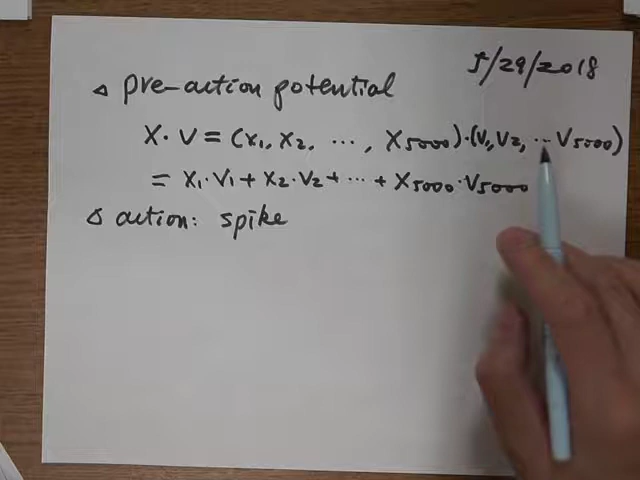 5/29/2018
△ pre-action potential
X · V = (X1, X2, ..., X5000) · (V1, V2, ... V5000)
= X1 · V1 + X2 · V2 + ... + X5000 · V5000
△ action: spike